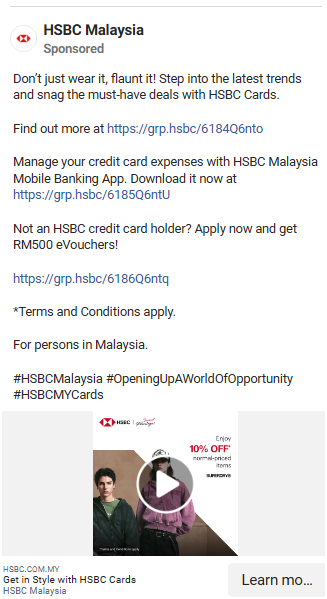 HSBC Malaysia
Sponsored
Don't just wear it, flaunt it! Step into the latest trends
and snag the must-have deals with HSBC Cards.
Find out more at https://grp.hsbc/6184Q6nto
Manage your credit card expenses with HSBC Malaysia
Mobile Banking App. Download it now at
https://grp.hsbc/6185Q6ntU
Not an HSBC credit card holder? Apply now and get
RM500 eVouchers!
https://grp.hsbc/6186Q6ntq
*Terms and Conditions apply.
For persons in Malaysia.
#HSBCMalaysia #OpeningUpAWorldOfOpportunity
#HSBCMYCards
HSBC
Enjoy
10% OFF*
normal-priced
items
SUPERDRY®
*Terms and Conditions apply
HSBC.COM.MY
Get in Style with HSBC Cards
HSBC Malaysia
Learn mo...